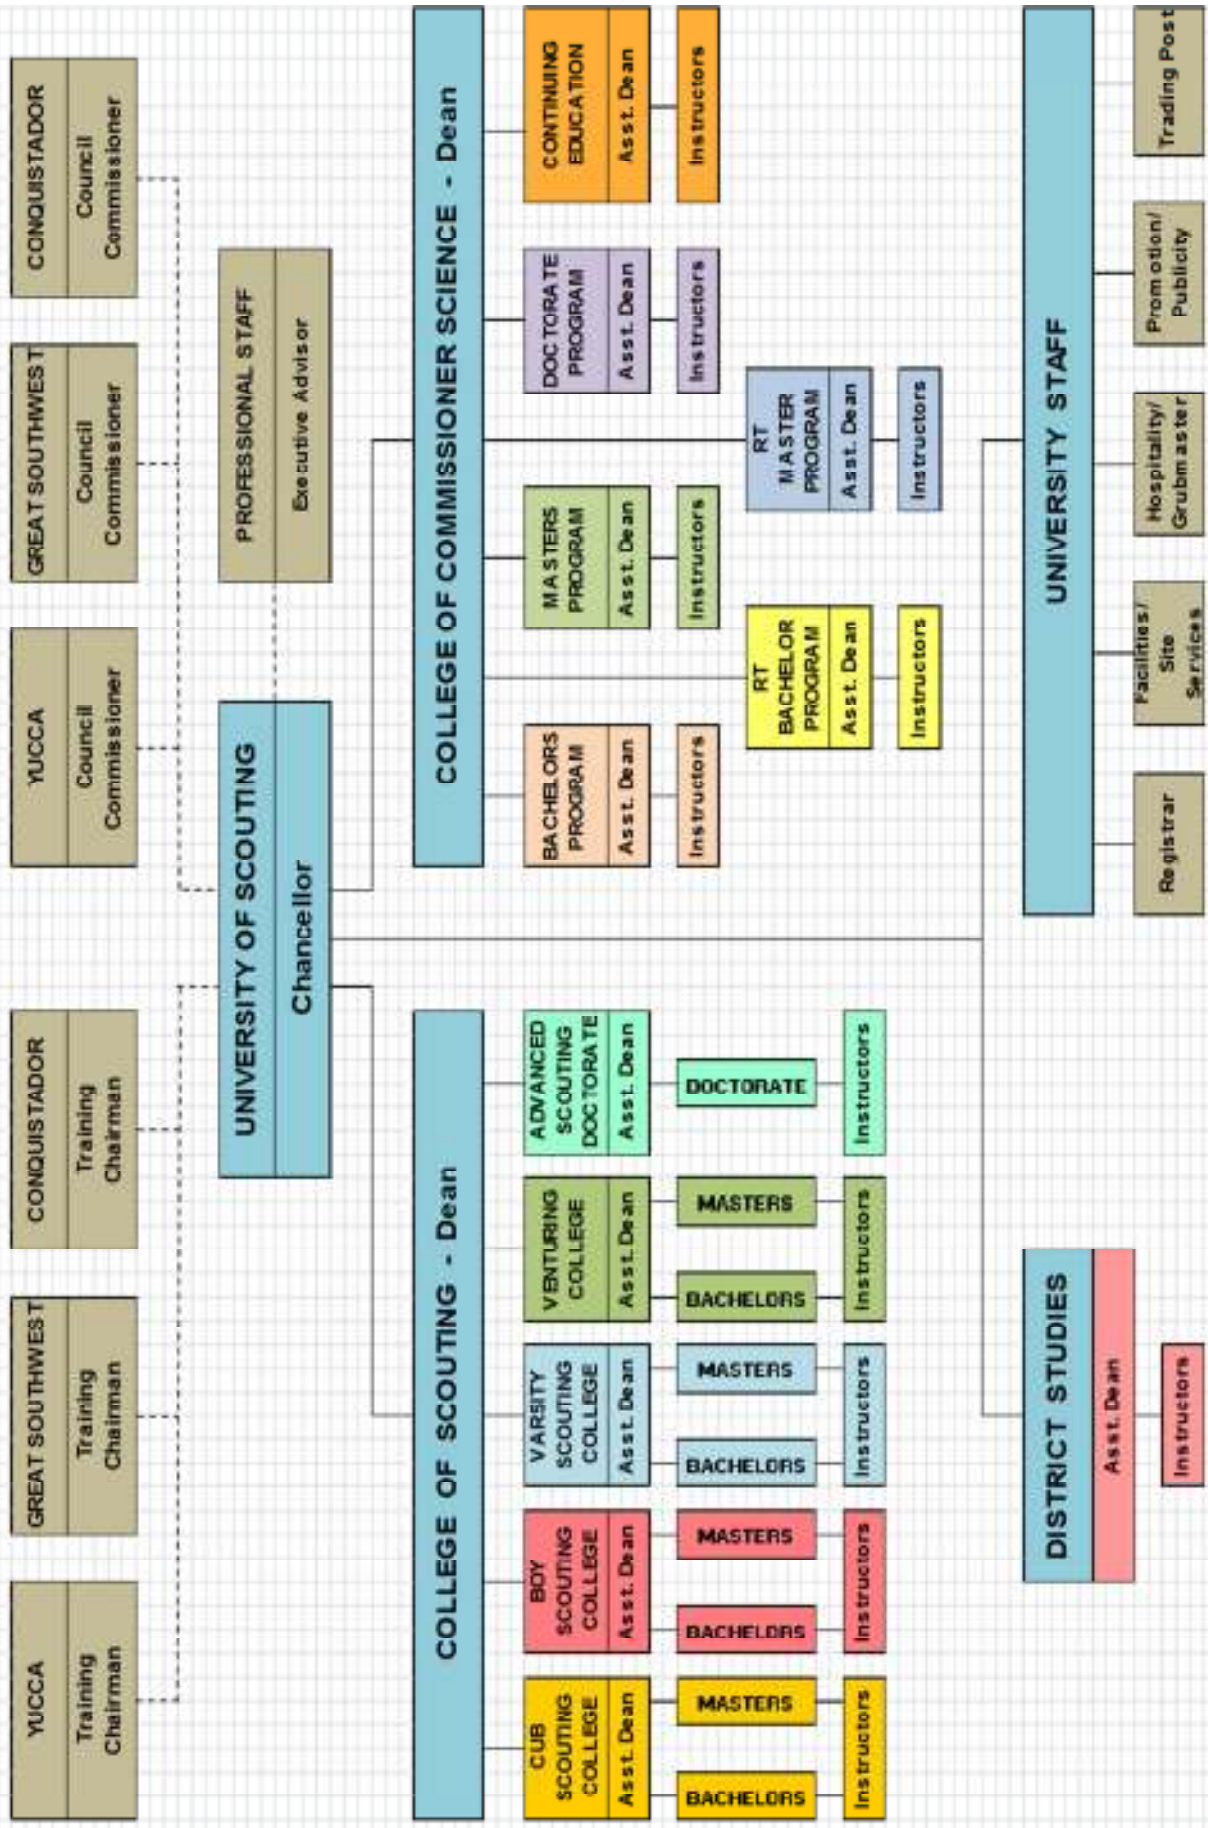 YUCCA
Training
Chairman
GREAT SOUTHWEST
Training
Chairman
CONQUISTADOR
Training
Chairman
YUCCA
Council
Commissioner
GREAT SOUTHWEST
Council
Commissioner
CONQUISTADOR
Council
Commissioner
UNIVERSITY OF SCOUTING
Chancellor
PROFESSIONAL STAFF
Executive Advisor
COLLEGE OF SCOUTING - Dean
COLLEGE OF COMMISSIONER SCIENCE - Dean
CUB
SCOUTING
COLLEGE
Asst. Dean
BACHELORS
MASTERS
Instructors
BOY
SCOUTING
COLLEGE
Asst. Dean
BACHELORS
MASTERS
Instructors
VARSITY
SCOUTING
COLLEGE
Asst. Dean
BACHELORS
MASTERS
Instructors
VENTURING
COLLEGE
Asst. Dean
BACHELORS
MASTERS
Instructors
ADVANCED
SCOUTING
DOCTORATE
Asst. Dean
DOCTORATE
Instructors
BACHELORS
PROGRAM
Asst. Dean
Instructors
RT
BACHELOR
PROGRAM
Asst. Dean
Instructors
MASTERS
PROGRAM
Asst. Dean
Instructors
RT
MASTER
PROGRAM
Asst. Dean
Instructors
DOCTORATE
PROGRAM
Asst. Dean
Instructors
CONTINUING
EDUCATION
Asst. Dean
Instructors
DISTRICT STUDIES
Asst. Dean
Instructors
UNIVERSITY STAFF
Registrar
Facilities/
Site
Services
Hospitality/
Grubmaster
Promotion/
Publicity
Trading Post